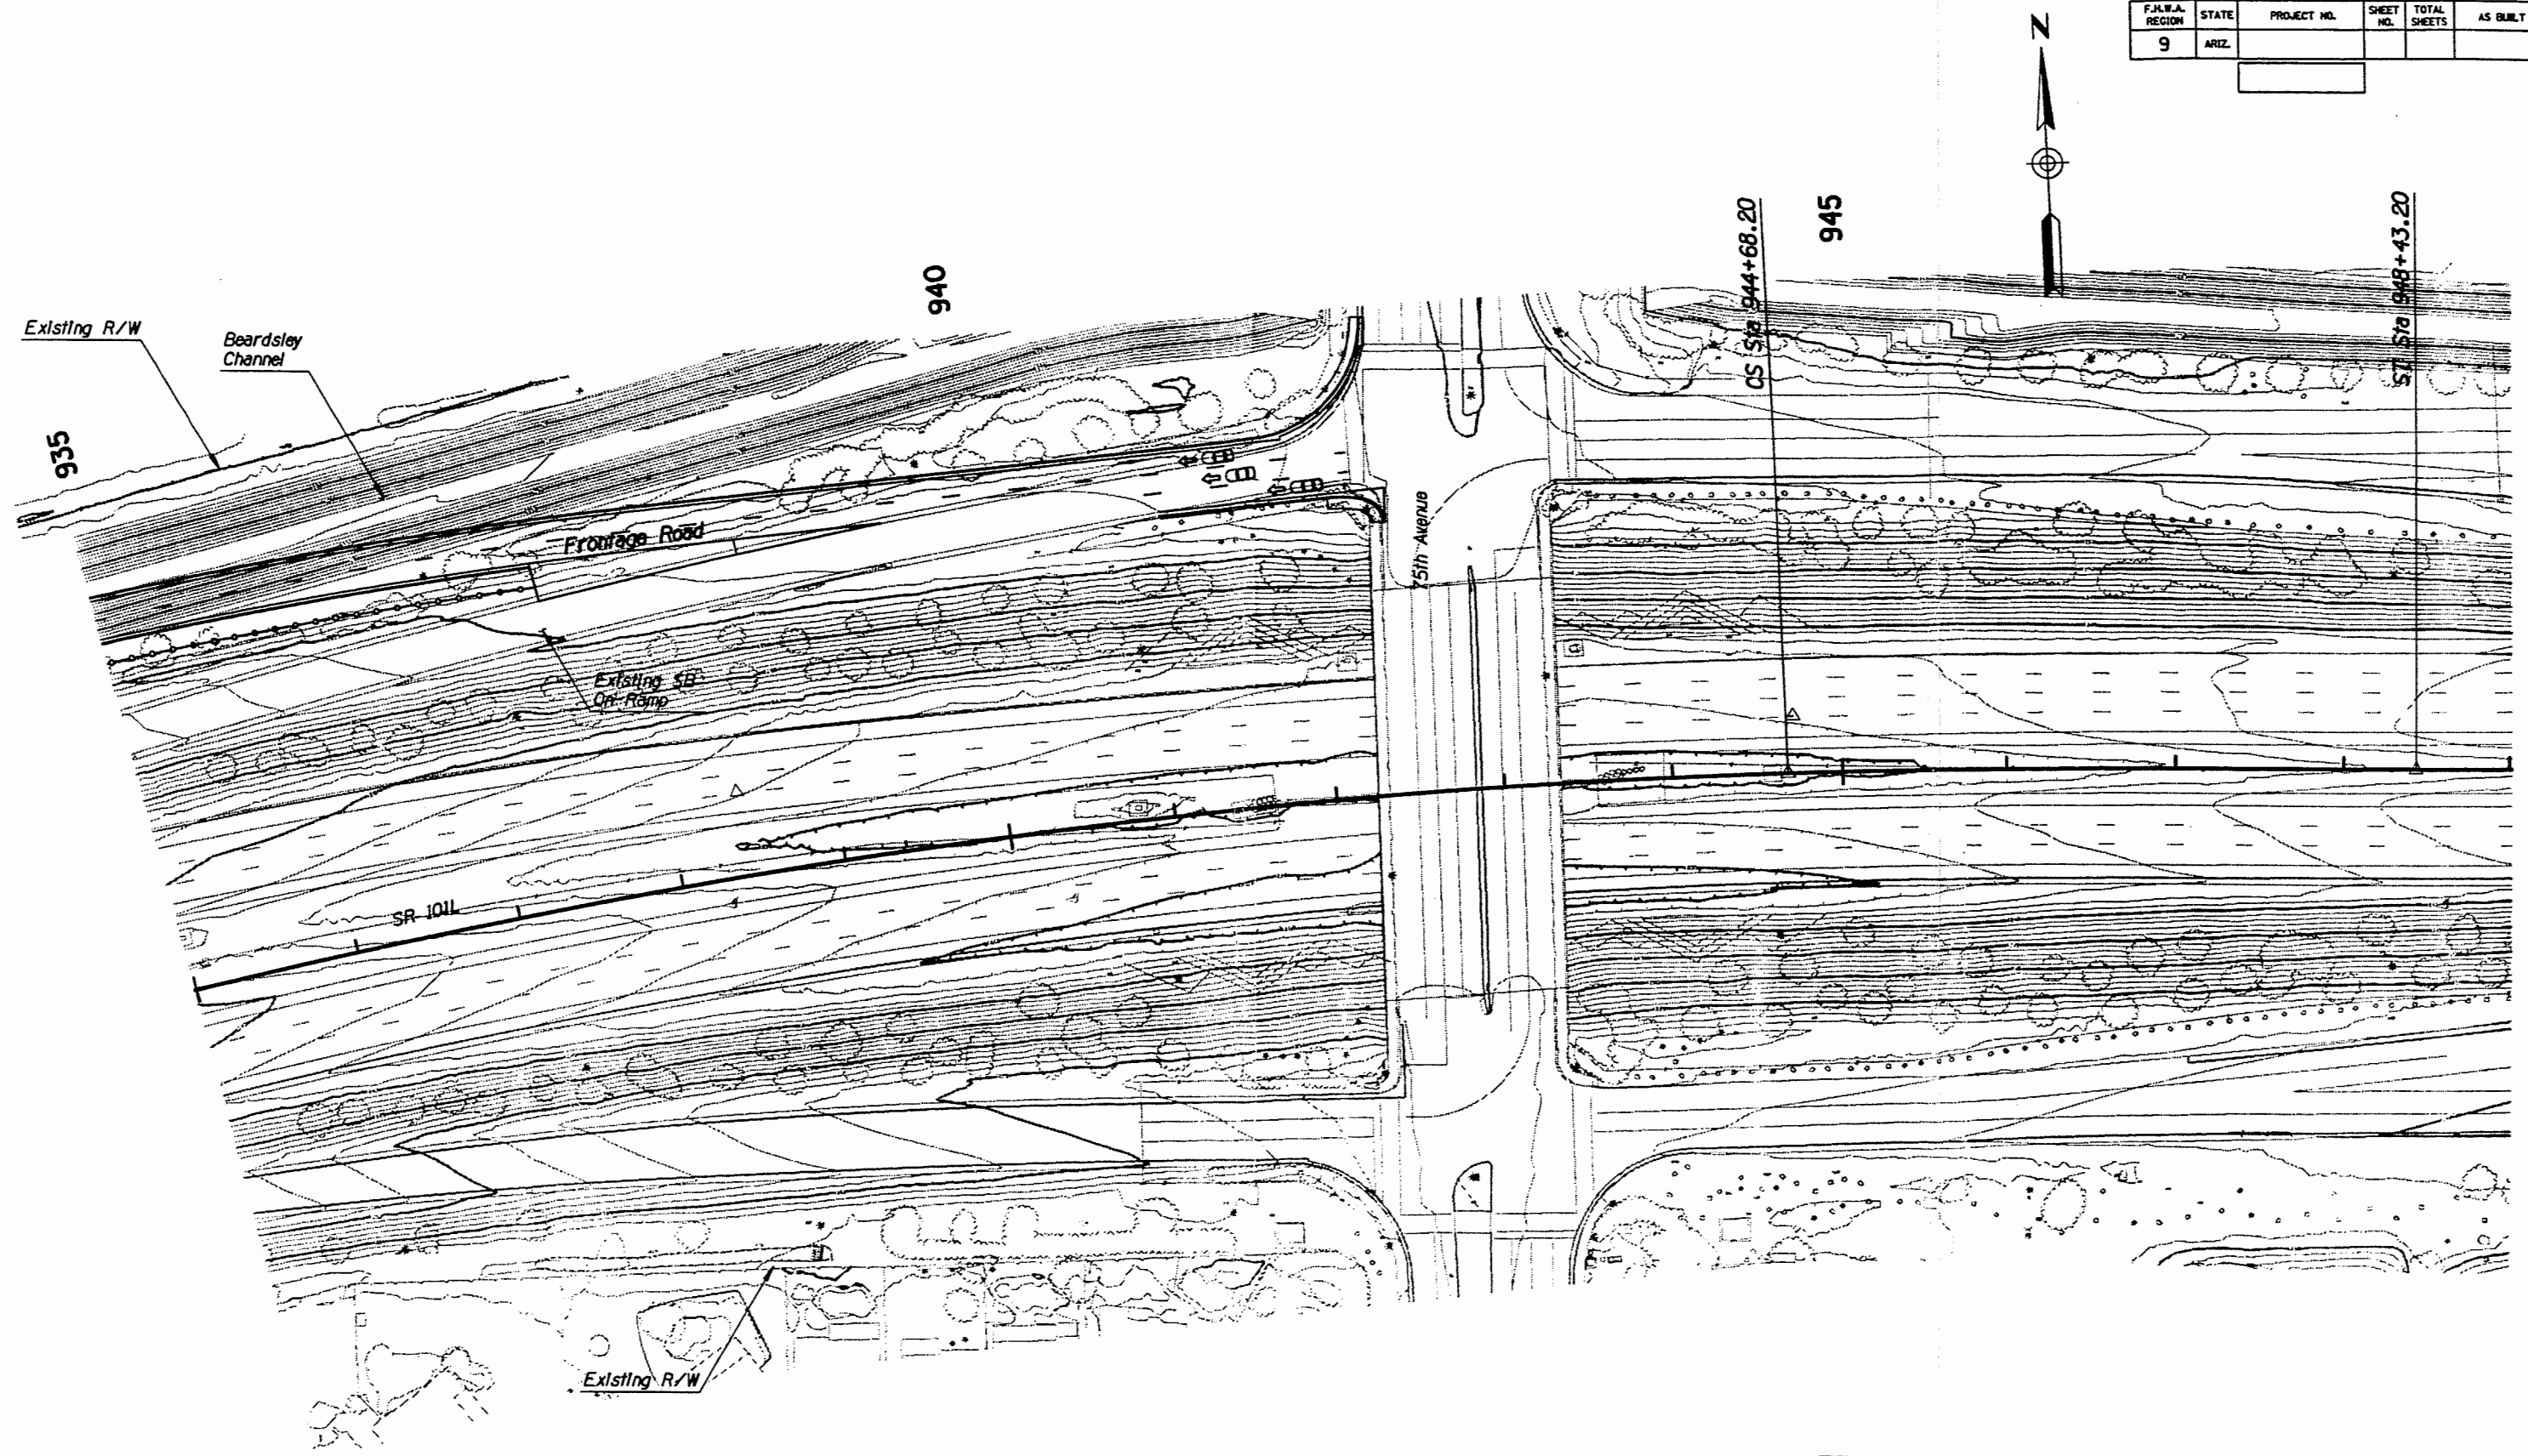 F.H.W.A. REGION
STATE
PROJECT NO.
SHEET NO.
TOTAL SHEETS
AS BUILT
9
ARIZ.
N
945
CS Sta 944+68.20
ST Sta 948+43.20
940
Existing R/W
Beardsley
Channel
935
Frontage Road
75th Avenue
Existing SB
On-Ramp
SR 101L
Existing R/W